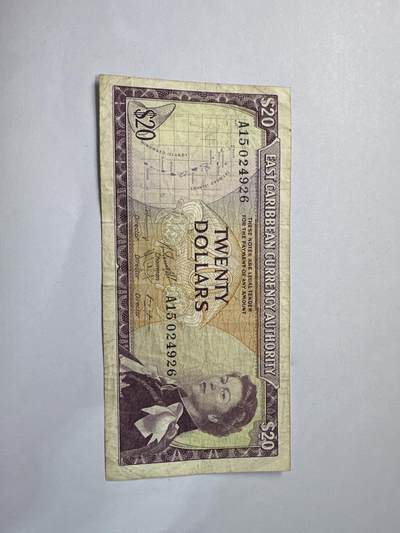 EAST CARIBBEAN CURRENCY AUTHORITY
$20
$20
A15 024926
THESE NOTES ARE LEGAL TENDER
FOR THE PAYMENT OF ANY AMOUNT
TWENTY
DOLLARS
$20
A15 024926
Chairman
Director
Director
Director